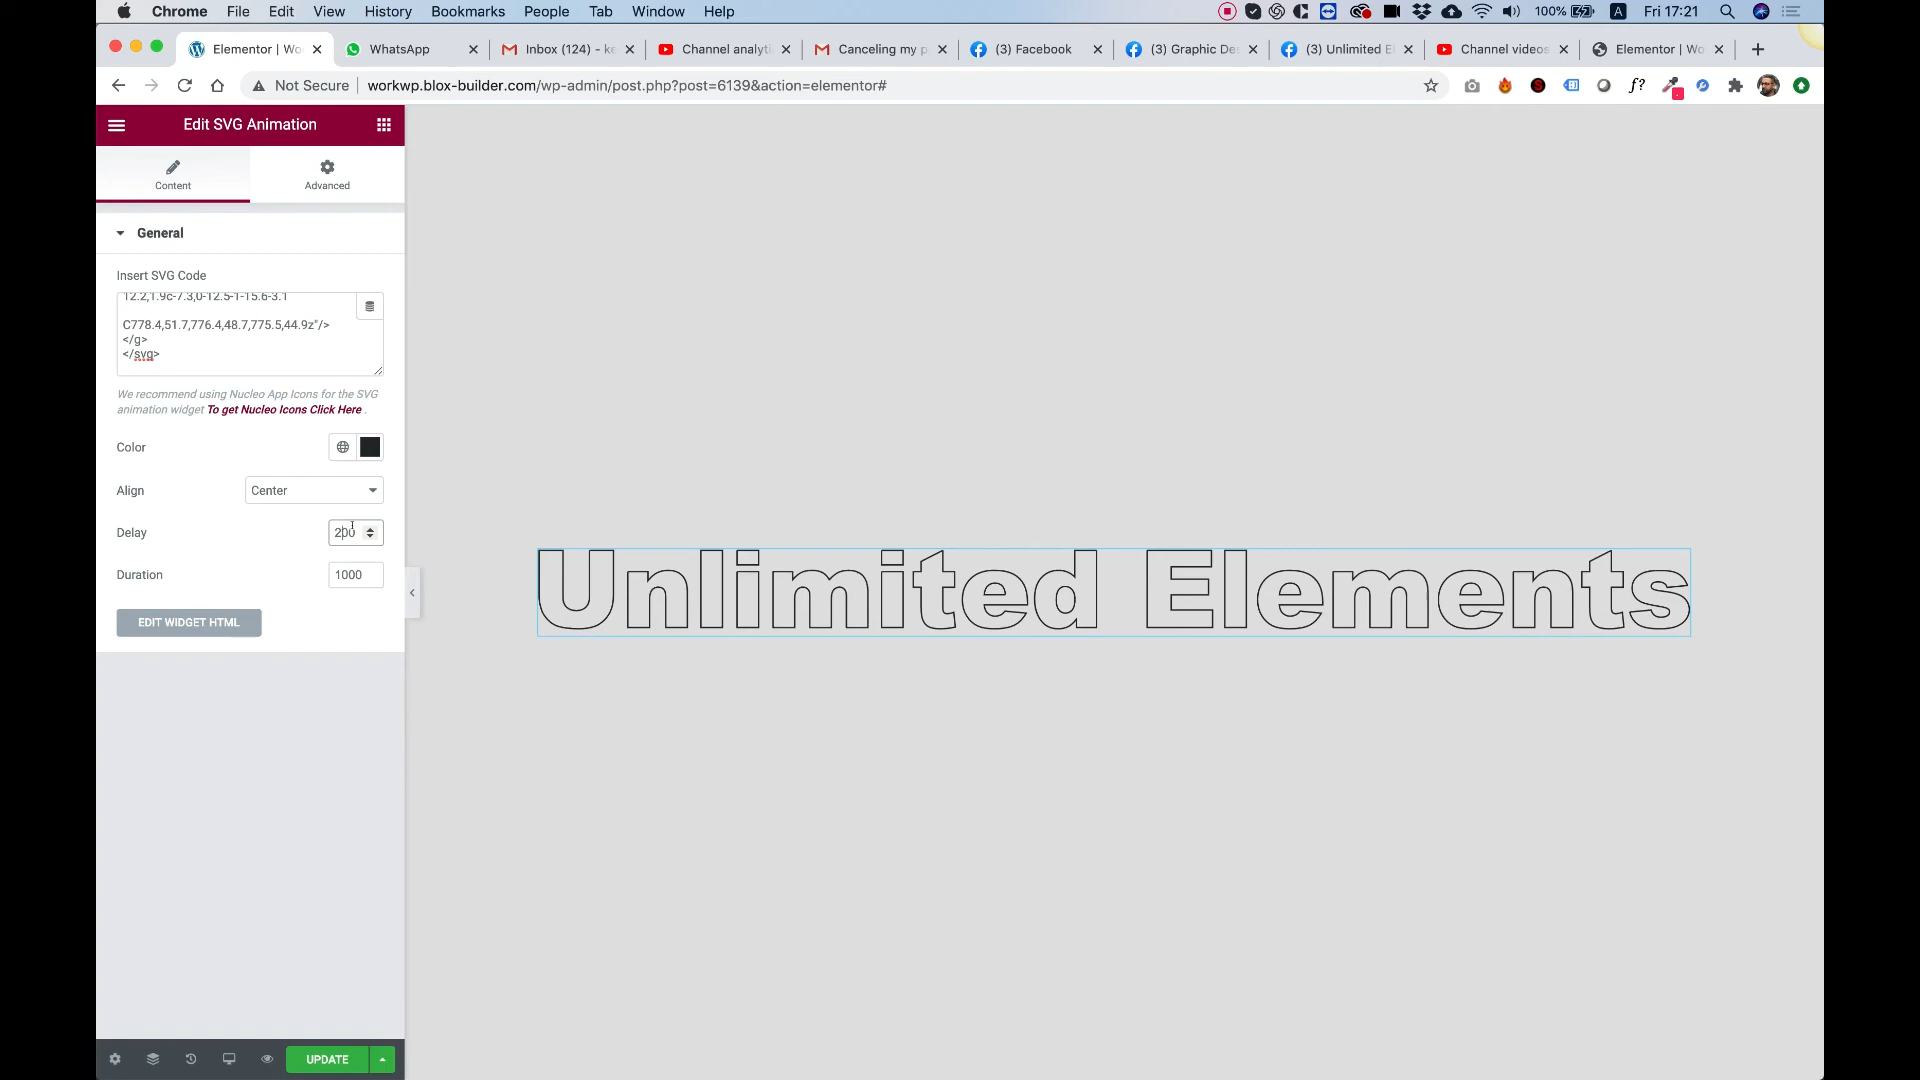 Chrome File Edit View History Bookmarks People Tab Window Help 100% A Fri 17:21
Elementor | Wo WhatsApp Inbox (124) - ke Channel analyti Canceling my p (3) Facebook (3) Graphic De (3) Unlimited E Channel videos Elementor | Wo
Not Secure workwp.blox-builder.com/wp-admin/post.php?post=6139&action=elementor# f?
Edit SVG Animation
Content Advanced
General
Insert SVG Code
12.2,1.9c-7.3,0-12.5-1-15.6-3.1
C778.4,51.7,776.4,48.7,775.5,44.9z"/>
</g>
</svg>
We recommend using Nucleo App Icons for the SVG
animation widget To get Nucleo Icons Click Here .
Color
Align Center
Delay 200
Duration 1000
EDIT WIDGET HTML
Unlimited Elements
UPDATE